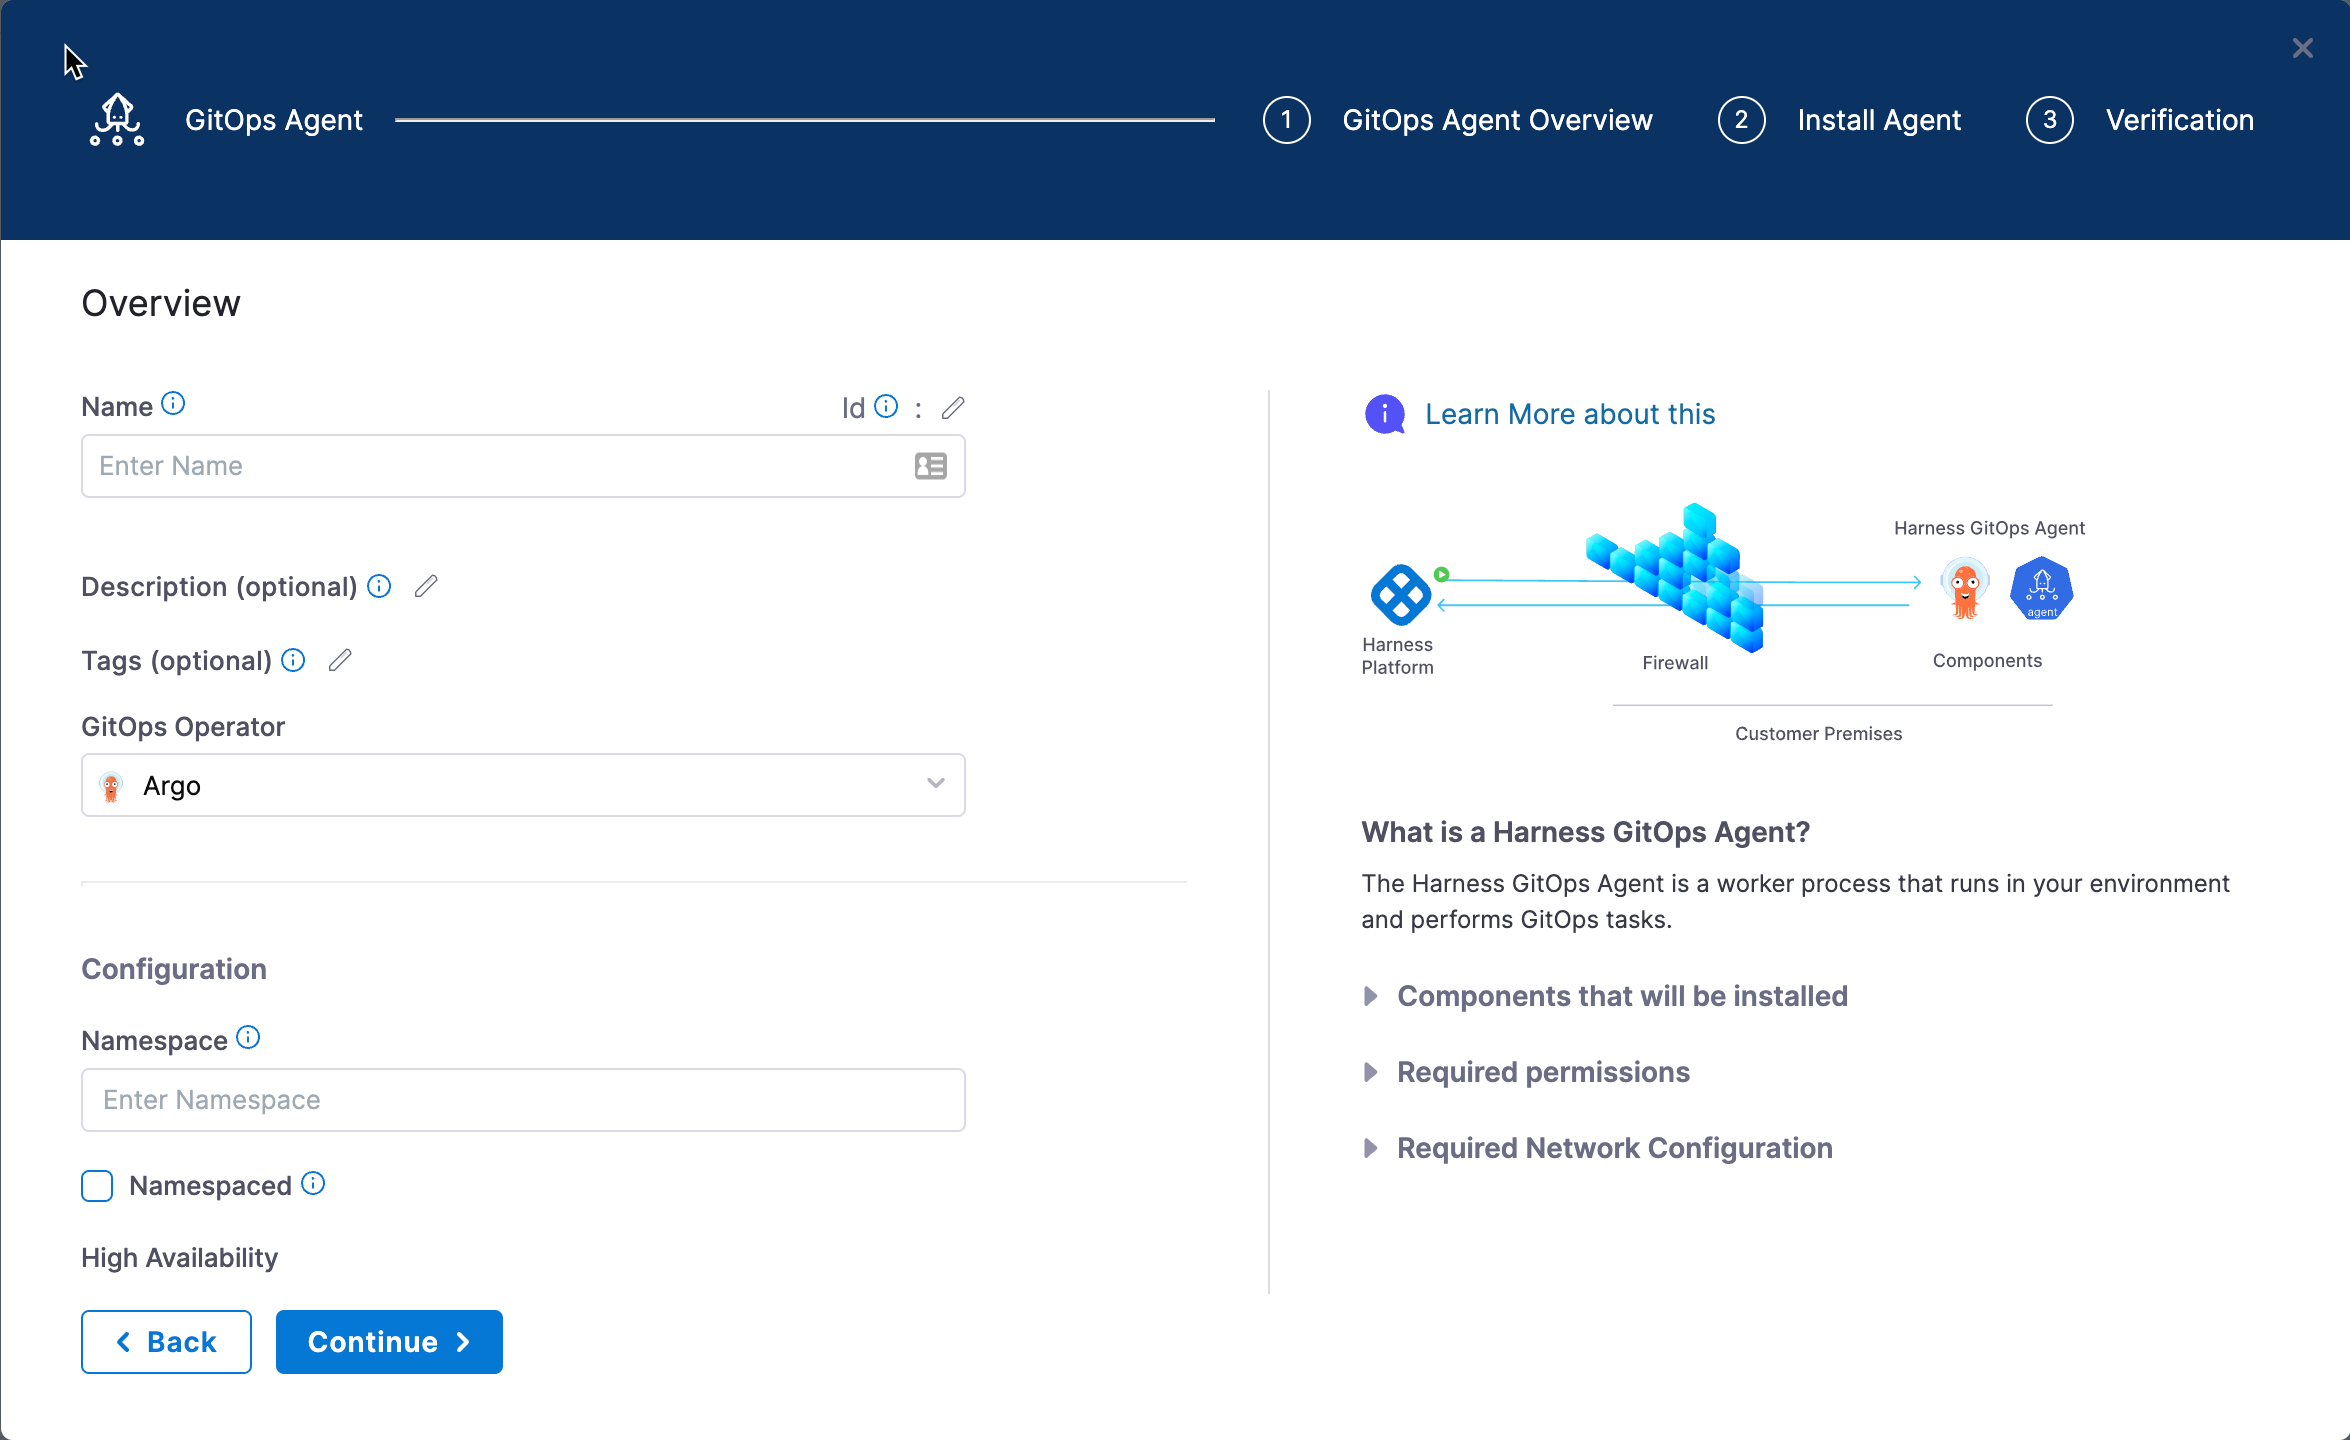 GitOps Agent
1 GitOps Agent Overview
2 Install Agent
3 Verification
Overview
Name
Id :
Enter Name
Description (optional)
Tags (optional)
GitOps Operator
Argo
Configuration
Namespace
Enter Namespace
Namespaced
High Availability
Back
Continue
Learn More about this
Harness GitOps Agent
agent
Harness
Platform
Firewall
Components
Customer Premises
What is a Harness GitOps Agent?
The Harness GitOps Agent is a worker process that runs in your environment
and performs GitOps tasks.
Components that will be installed
Required permissions
Required Network Configuration